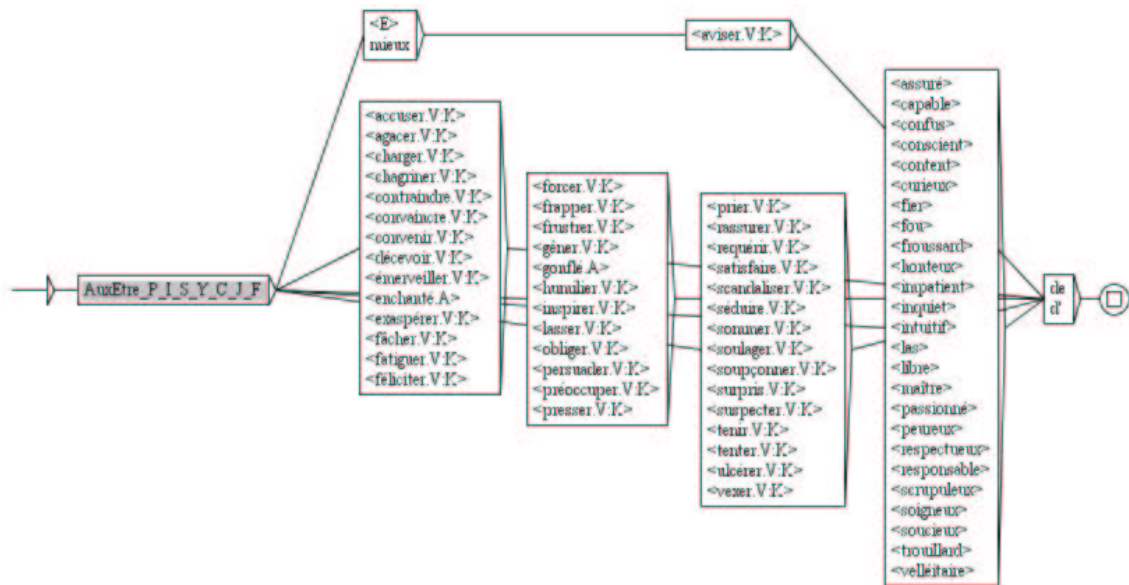 <E>
mieux
<aviser.V:K>
AuxEtre_P_I_S_Y_C_J_F
<accuser.V:K>
<agacer.V:K>
<charger.V:K>
<chagriner.V:K>
<contraindre.V:K>
<convaincre.V:K>
<convenir.V:K>
<décevoir.V:K>
<émerveiller.V:K>
<enchanté.A>
<exaspérer.V:K>
<fâcher.V:K>
<fatiguer.V:K>
<féliciter.V:K>
<forcer.V:K>
<frapper.V:K>
<frustrer.V:K>
<gêner.V:K>
<gonflé.A>
<humilier.V:K>
<inspirer.V:K>
<lasser.V:K>
<obliger.V:K>
<persuader.V:K>
<préoccuper.V:K>
<presser.V:K>
<prier.V:K>
<rassurer.V:K>
<requérir.V:K>
<satisfaire.V:K>
<scandaliser.V:K>
<séduire.V:K>
<sommer.V:K>
<soulager.V:K>
<soupçonner.V:K>
<surpris.V:K>
<suspecter.V:K>
<tenir.V:K>
<tenter.V:K>
<ulcérer.V:K>
<vexer.V:K>
<assuré>
<capable>
<confus>
<conscient>
<content>
<curieux>
<fier>
<fou>
<froussard>
<honteux>
<impatient>
<inquiet>
<intuitif>
<las>
<libre>
<maître>
<passionné>
<peureux>
<respectueux>
<responsable>
<scrupuleux>
<soigneux>
<soucieux>
<trouillard>
<velléitaire>
de
d'